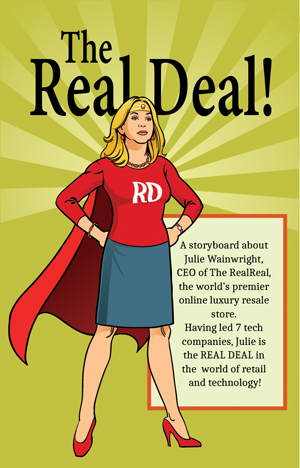 The
Real Deal!
RD
A storyboard about
Julie Wainwright,
CEO of The RealReal,
the world's premier
online luxury resale
store.
Having led 7 tech
companies, Julie is
the REAL DEAL in
the world of retail
and technology!